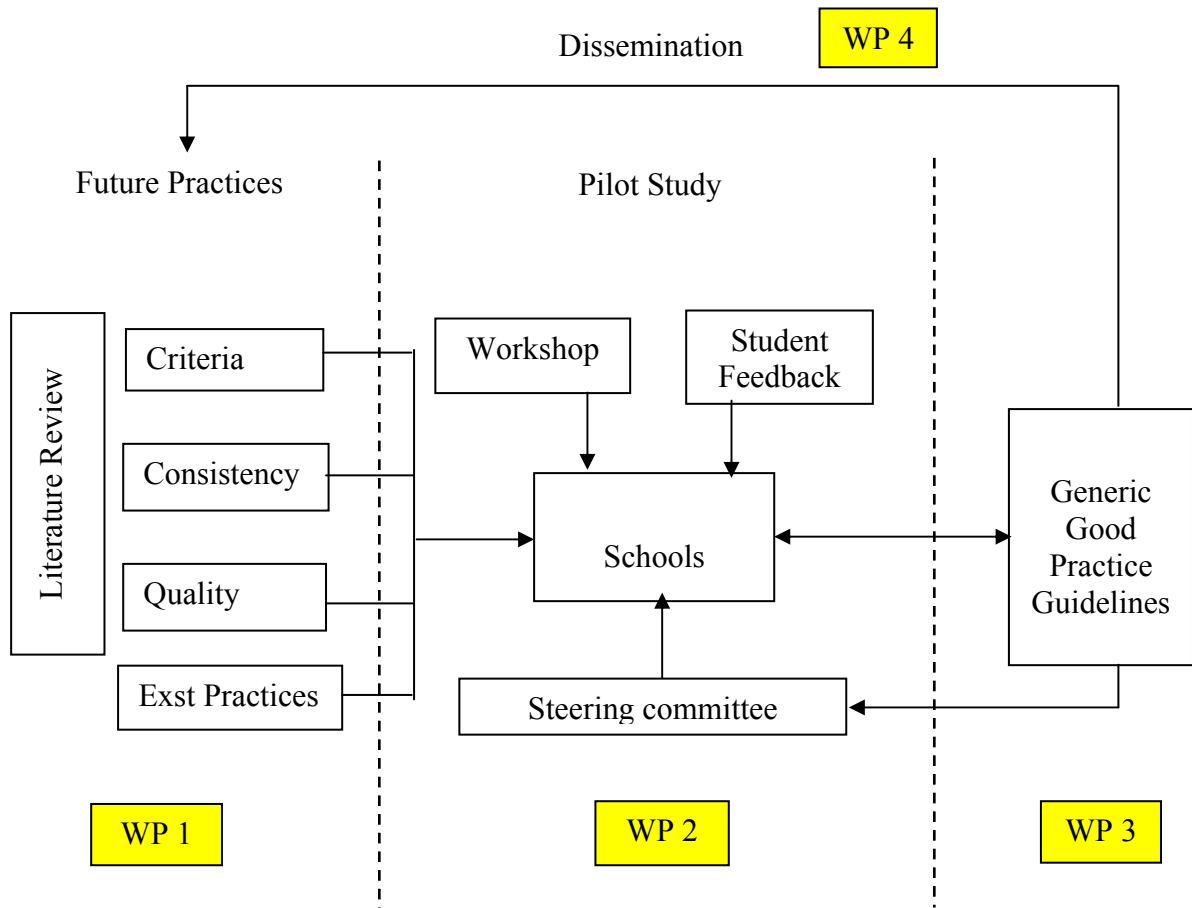 Dissemination
WP 4
Future Practices
Pilot Study
Literature Review
Criteria
Consistency
Quality
Exst Practices
Workshop
Student
Feedback
Schools
Steering committee
Generic
Good
Practice
Guidelines
WP 1
WP 2
WP 3